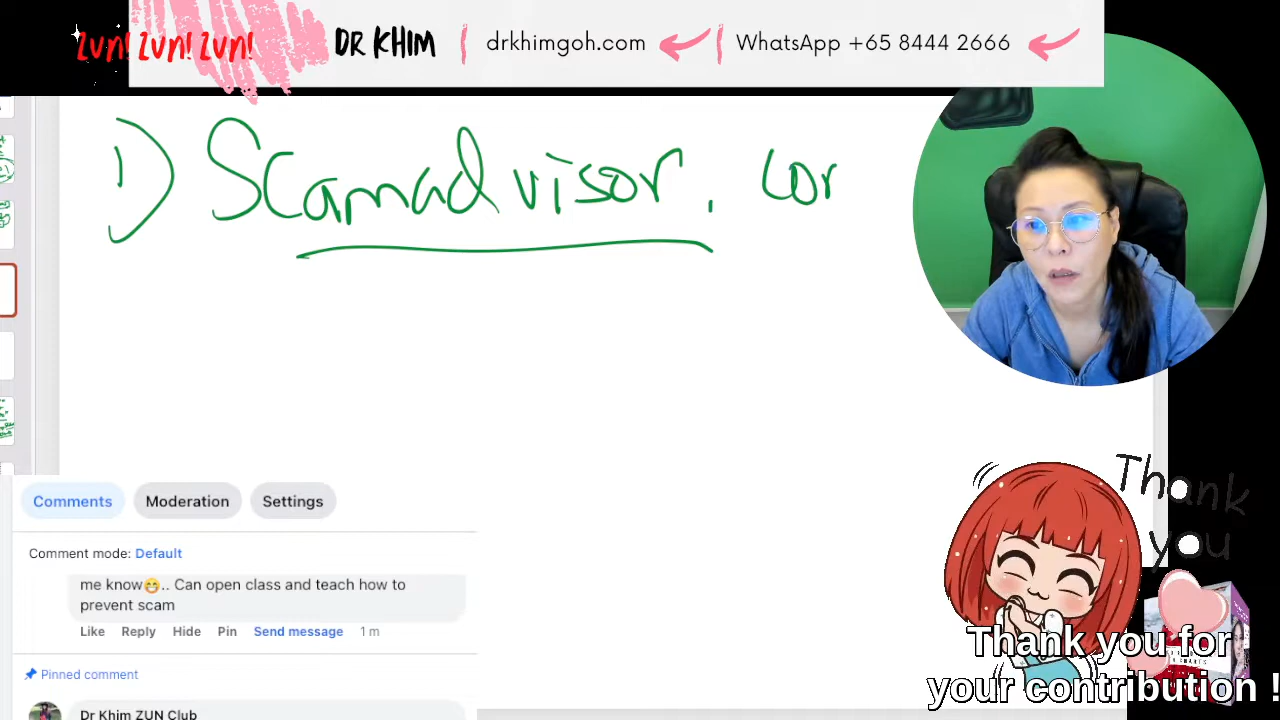 Zun! Zun! Zun! DR KHIM drkhimgoh.com WhatsApp +65 8444 2666
1) Scamadvisor. cor
Comments Moderation Settings
Comment mode: Default
me know😁.. Can open class and teach how to
prevent scam
Like Reply Hide Pin Send message 1 m
Pinned comment
Dr Khim ZUN Club
Thank
you
Thank you for
your contribution !